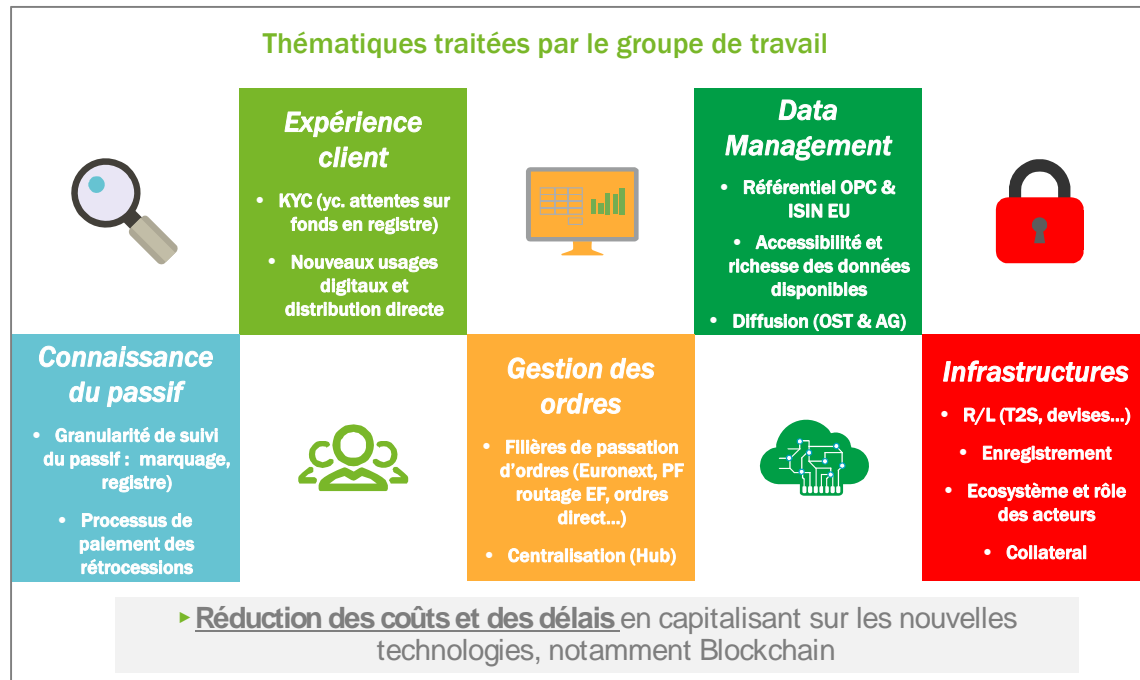 Thématiques traitées par le groupe de travail
Expérience
client
• KYC (yc. attentes sur
fonds en registre)
• Nouveaux usages
digitaux et
distribution directe
Data
Management
• Référentiel OPC &
ISIN EU
• Accessibilité et
richesse des données
disponibles
• Diffusion (OST & AG)
Connaissance
du passif
• Granularité de suivi
du passif : marquage,
registre)
• Processus de
paiement des
rétrocessions
Gestion des
ordres
• Filières de passation
d'ordres (Euronext, PF
routage EF, ordres
direct...)
• Centralisation (Hub)
Infrastructures
• R/L (T2S, devises...)
• Enregistrement
• Ecosystème et rôle
des acteurs
• Collateral
▸ Réduction des coûts et des délais en capitalisant sur les nouvelles
technologies, notamment Blockchain